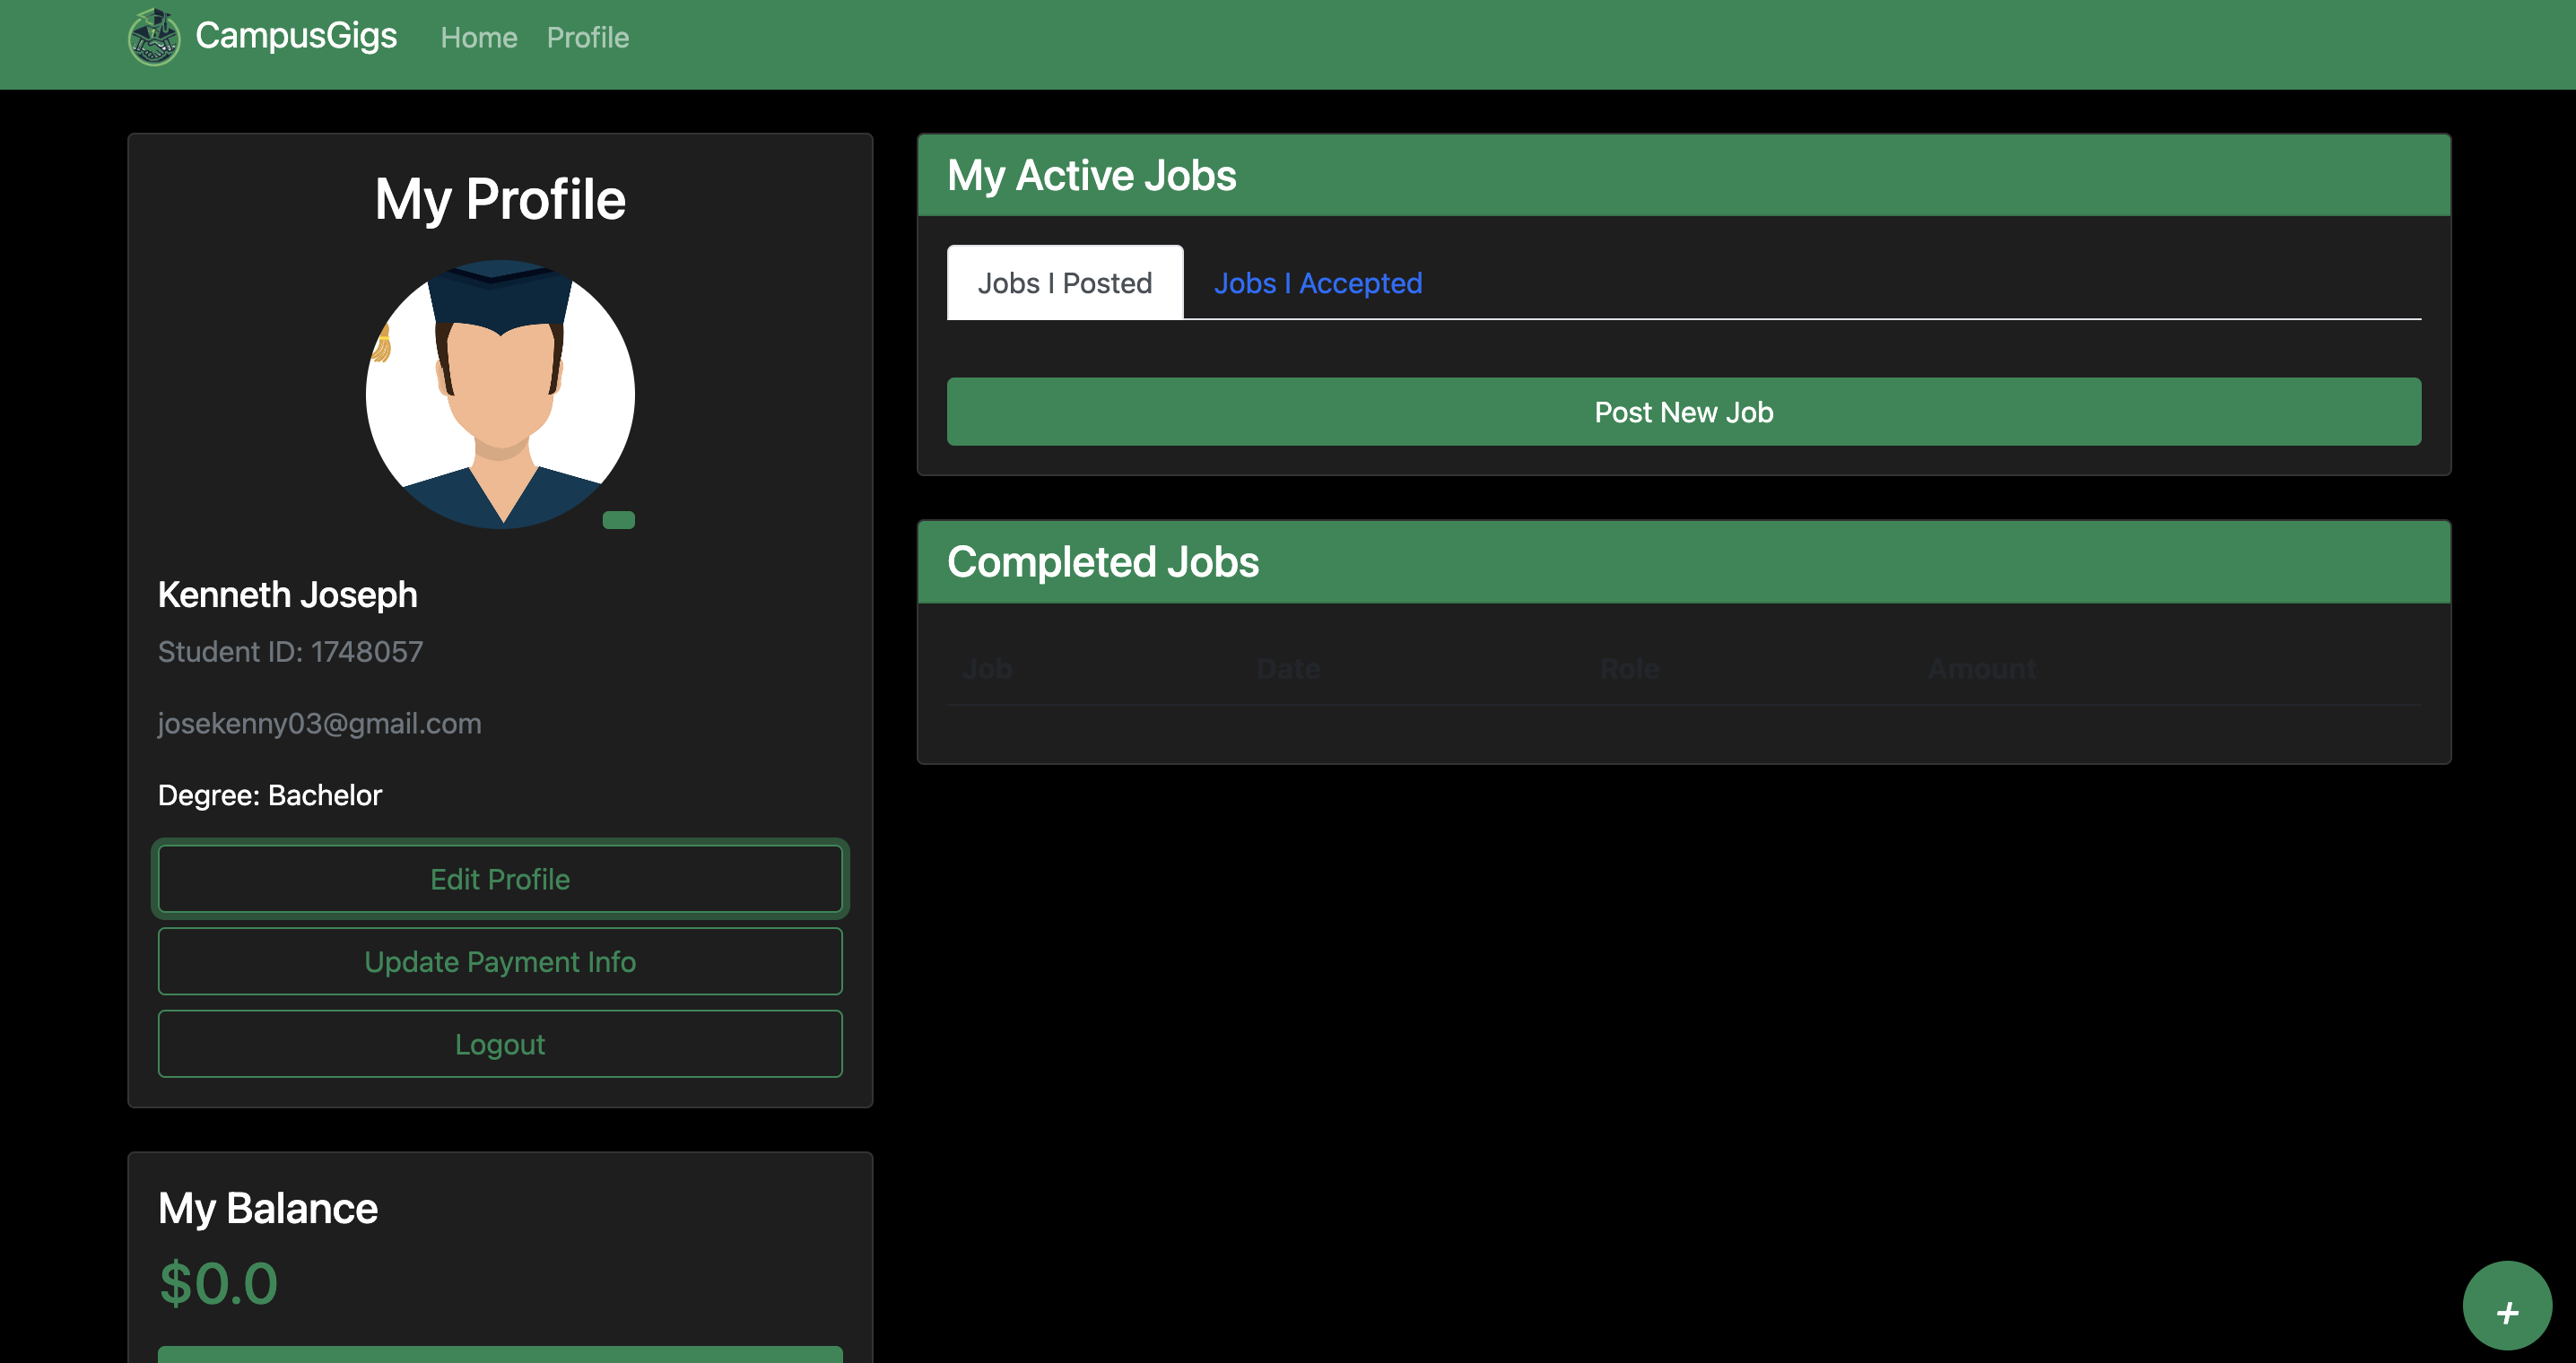 CampusGigs Home Profile
My Profile
Kenneth Joseph
Student ID: 1748057
josekenny03@gmail.com
Degree: Bachelor
Edit Profile
Update Payment Info
Logout
My Balance
$0.0
My Active Jobs
Jobs I Posted Jobs I Accepted
Post New Job
Completed Jobs
Job Date Role Amount
+